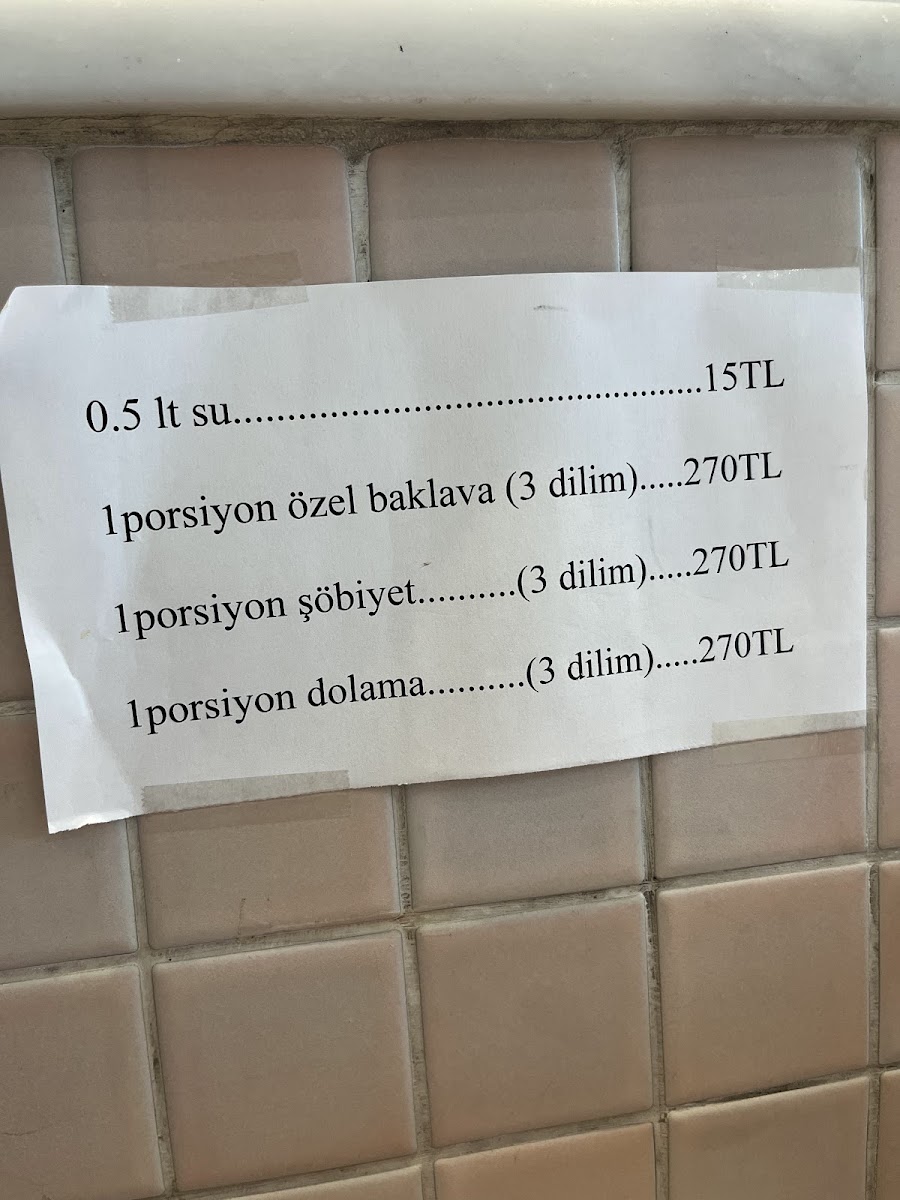 0.5 lt su...............................................15TL
1porsiyon özel baklava (3 dilim).....270TL
1porsiyon şöbiyet..........(3 dilim).....270TL
1porsiyon dolama..........(3 dilim).....270TL